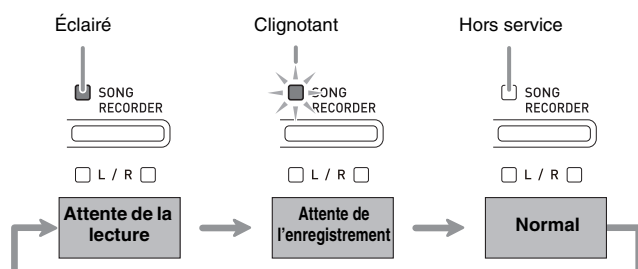 Éclairé
Clignotant
Hors service
SONG
RECORDER
SONG
RECORDER
SONG
RECORDER
L / R
L / R
L / R
Attente de la
lecture
Attente de
l'enregistrement
Normal